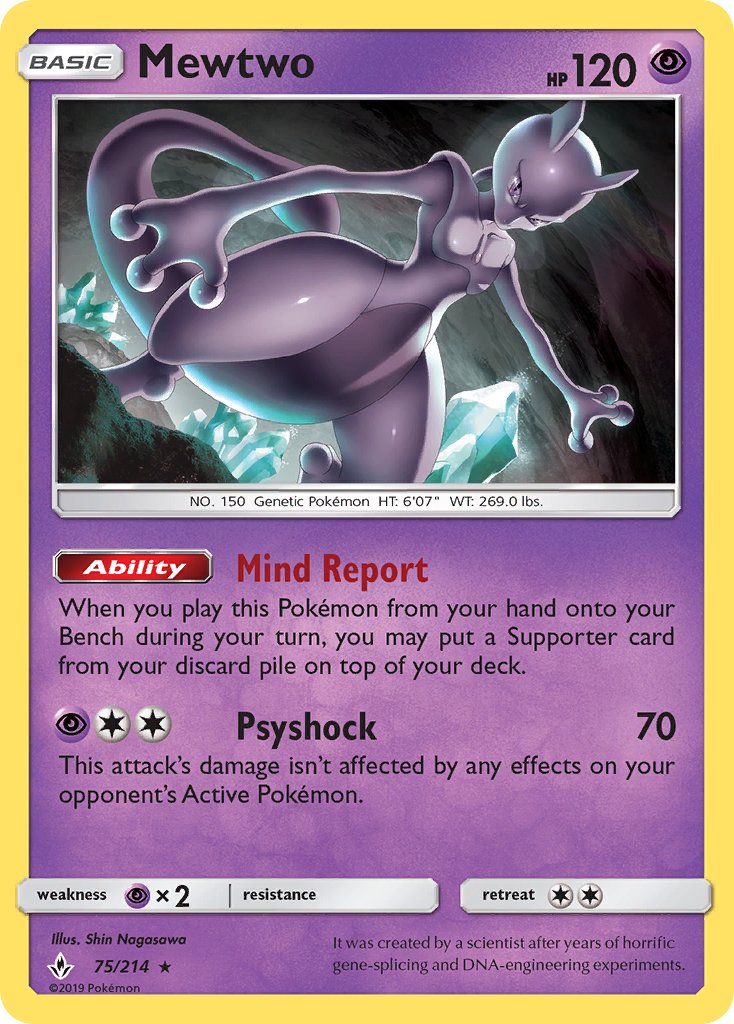 BASIC Mewtwo HP 120
NO. 150 Genetic Pokémon HT: 6'07" WT: 269.0 lbs.
Ability Mind Report
When you play this Pokémon from your hand onto your
Bench during your turn, you may put a Supporter card
from your discard pile on top of your deck.
Psyshock 70
This attack's damage isn't affected by any effects on your
opponent's Active Pokémon.
weakness × 2 resistance retreat
Illus. Shin Nagasawa
75/214 ★
©2019 Pokémon
It was created by a scientist after years of horrific
gene-splicing and DNA-engineering experiments.